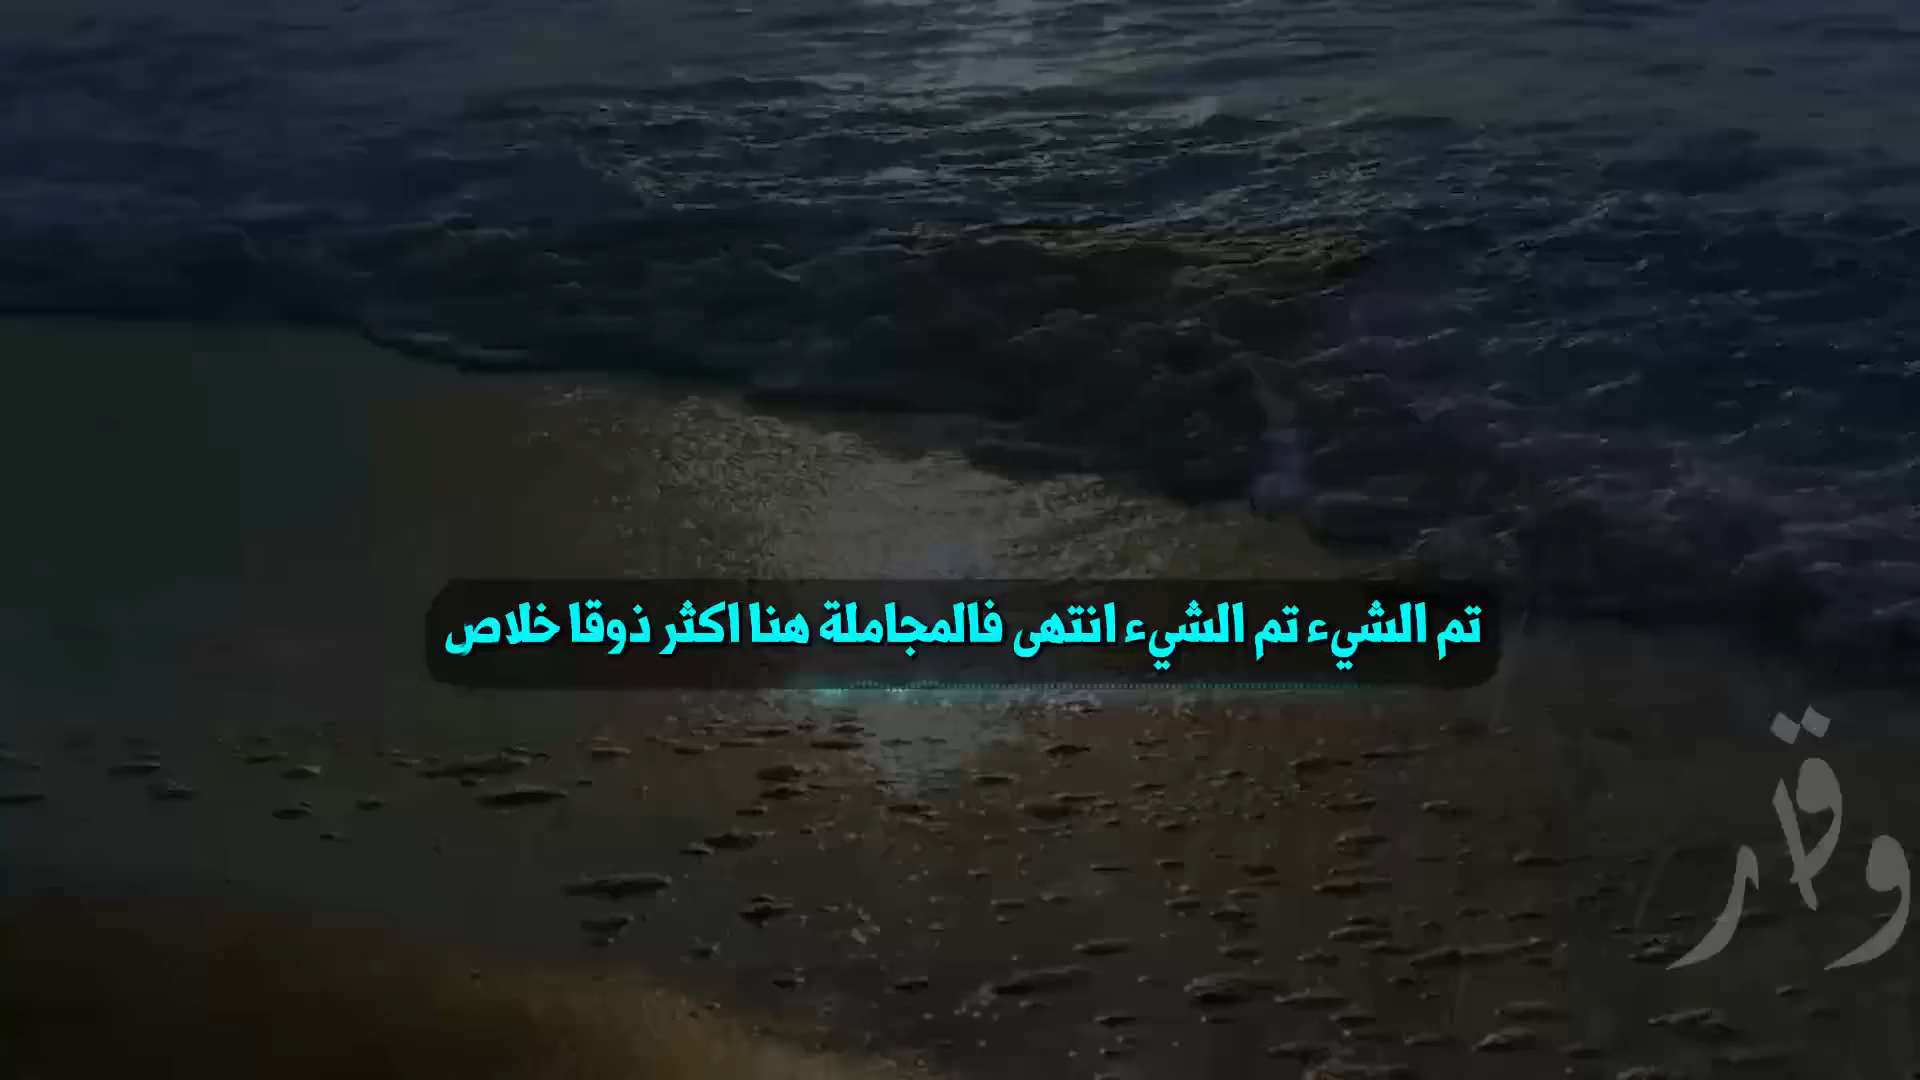 تم الشيء تم الشيء انتهى فالمجاملة هنا اكثر ذوقا خلاص
وقار